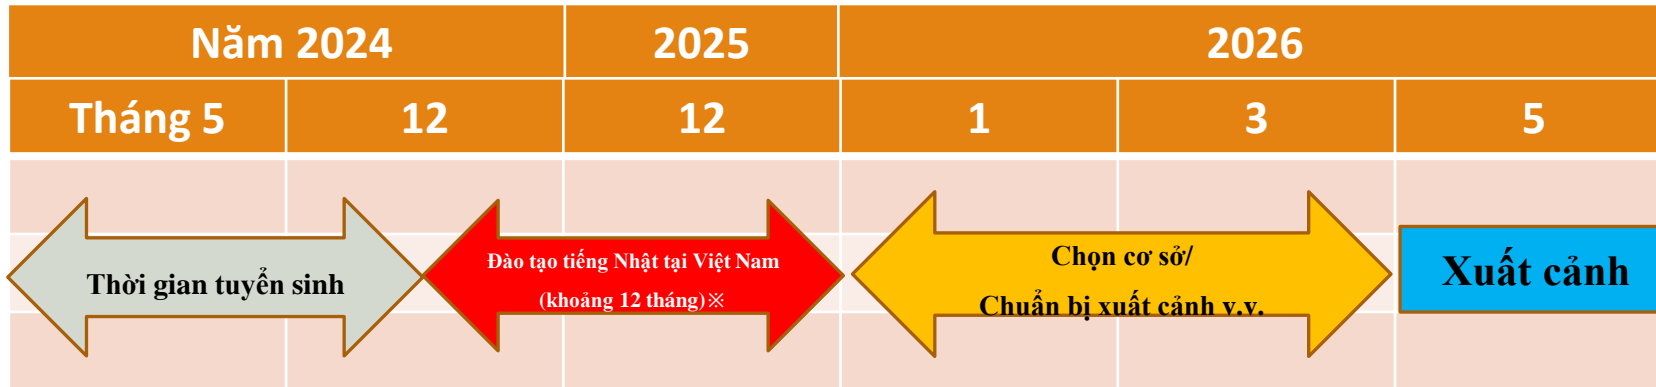 Năm 2024 2025 2026
Tháng 5 12 12 1 3 5
Thời gian tuyển sinh
Đào tạo tiếng Nhật tại Việt Nam
(khoảng 12 tháng)※
Chọn cơ sở/
Chuẩn bị xuất cảnh v.v.
Xuất cảnh